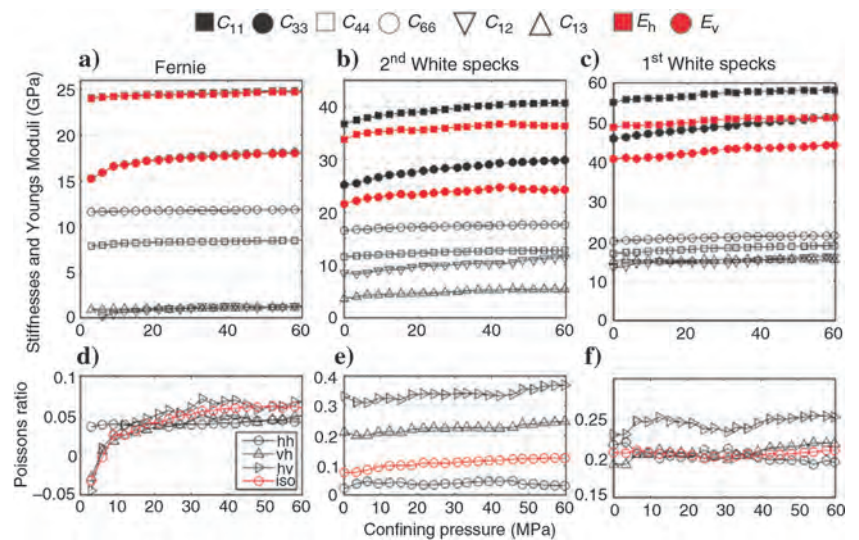 C11 C33 C44 C66 C12 C13 Eh Ev
a) Fernie
b) 2nd White specks
c) 1st White specks
Stiffnesses and Youngs Moduli (GPa)
25
20
15
10
5
0
20 40 60
40
30
20
10
0
0 20 40 60
60
50
40
30
20
10
0
0 10 20 30 40 50 60
d)
e)
f)
Poissons ratio
0.1
0.05
0
−0.05
20 40 60
hh
vh
hv
iso
0.4
0.3
0.2
0.1
0
0 20 40 60
0.25
0.2
0.15
0 10 20 30 40 50 60
Confining pressure (MPa)